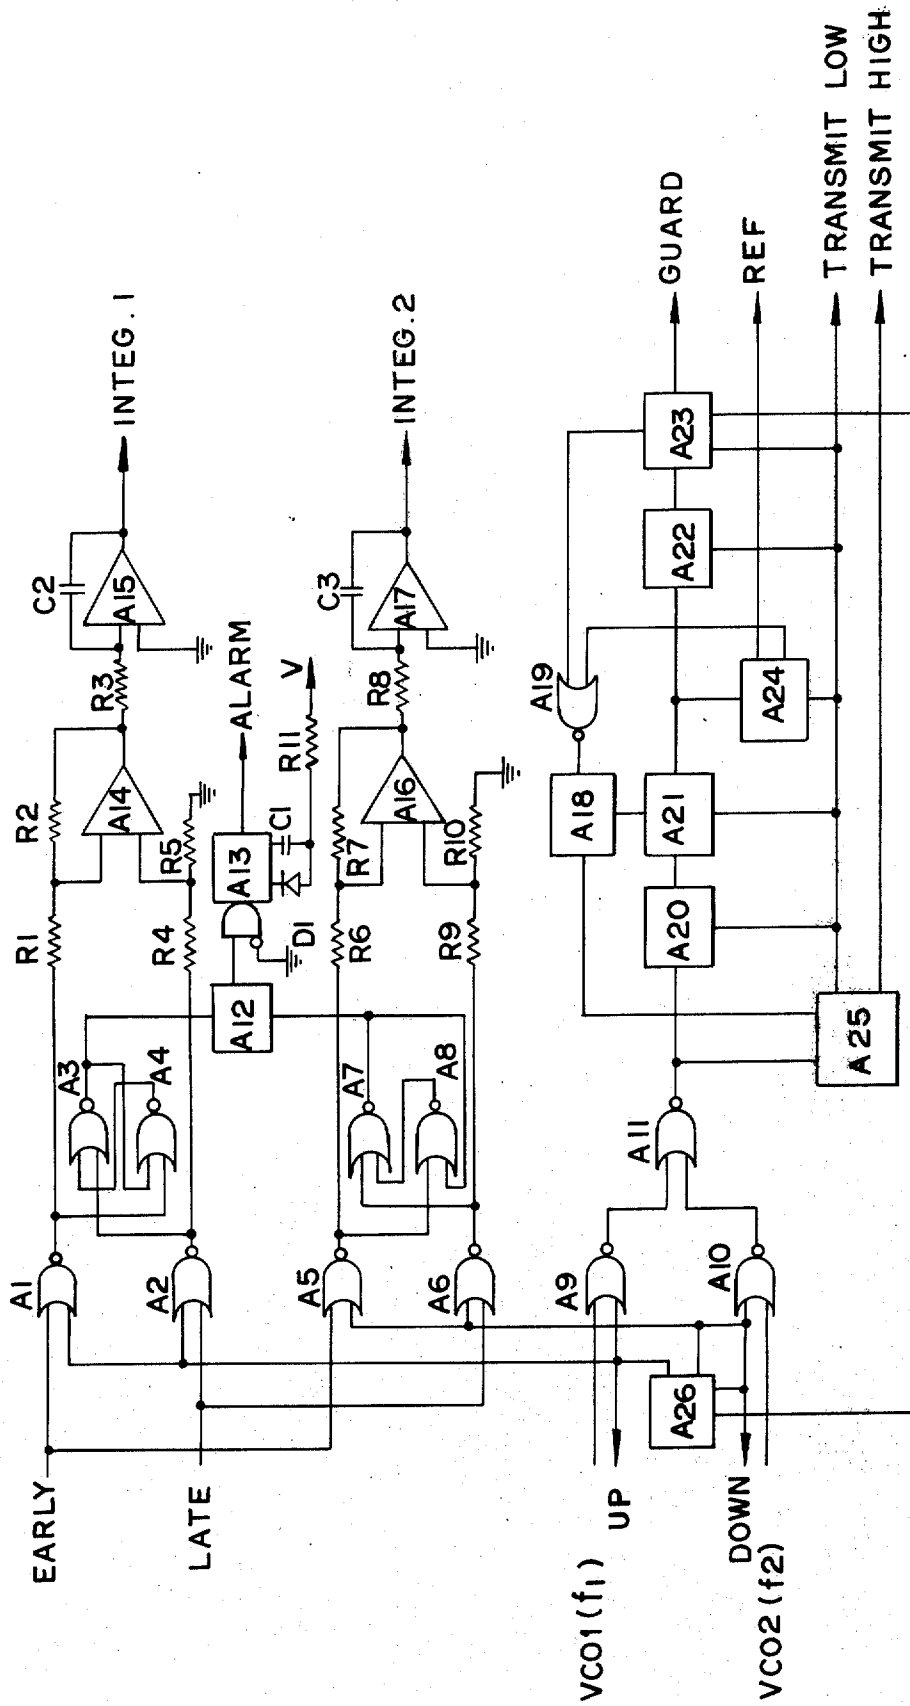 EARLY
LATE
A1
A2
A3
A4
A5
A6
A7
A8
R1
R2
R3
R4
R5
A14
C2
A15
INTEG.1
A12
A13
D1
C1
R11
V
ALARM
R6
R7
R8
R9
R10
A16
C3
A17
INTEG.2
VCO1(f1)
UP
DOWN
VCO2(f2)
A26
A9
A10
A11
A25
A20
A21
A18
A19
A24
A22
A23
GUARD
REF
TRANSMIT LOW
TRANSMIT HIGH